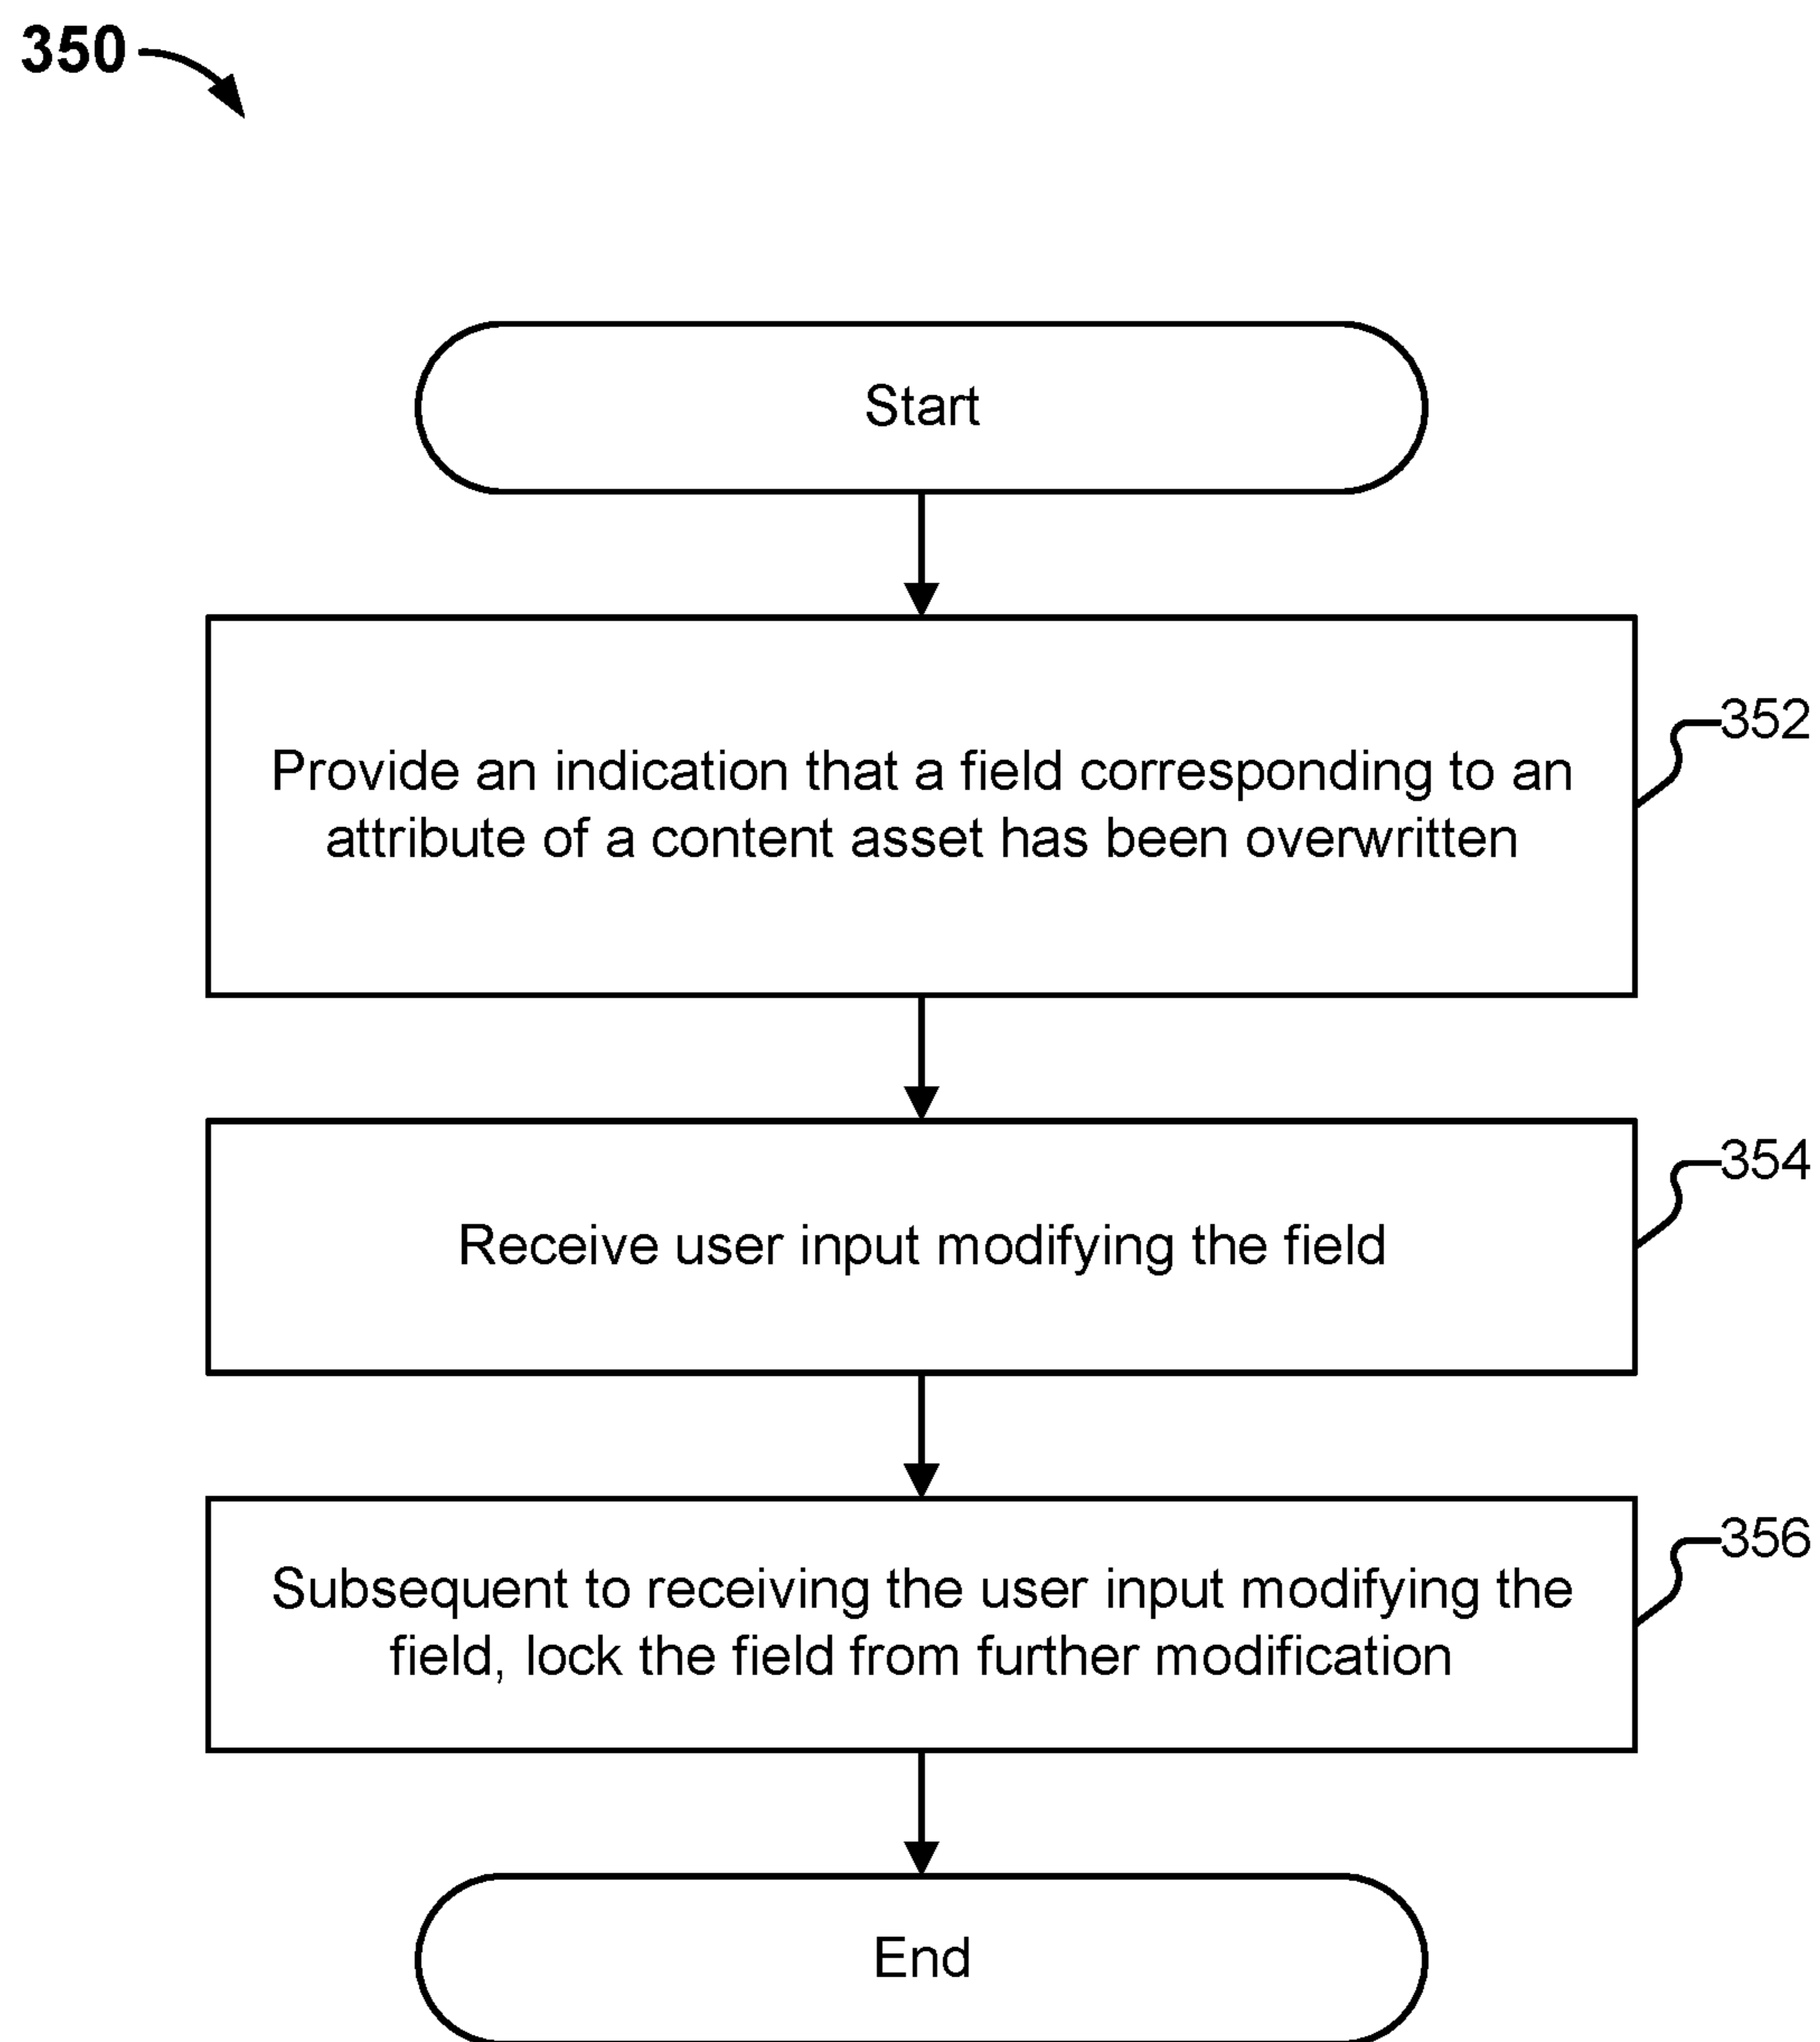 350
Start
Provide an indication that a field corresponding to an
attribute of a content asset has been overwritten
352
Receive user input modifying the field
354
Subsequent to receiving the user input modifying the
field, lock the field from further modification
356
End